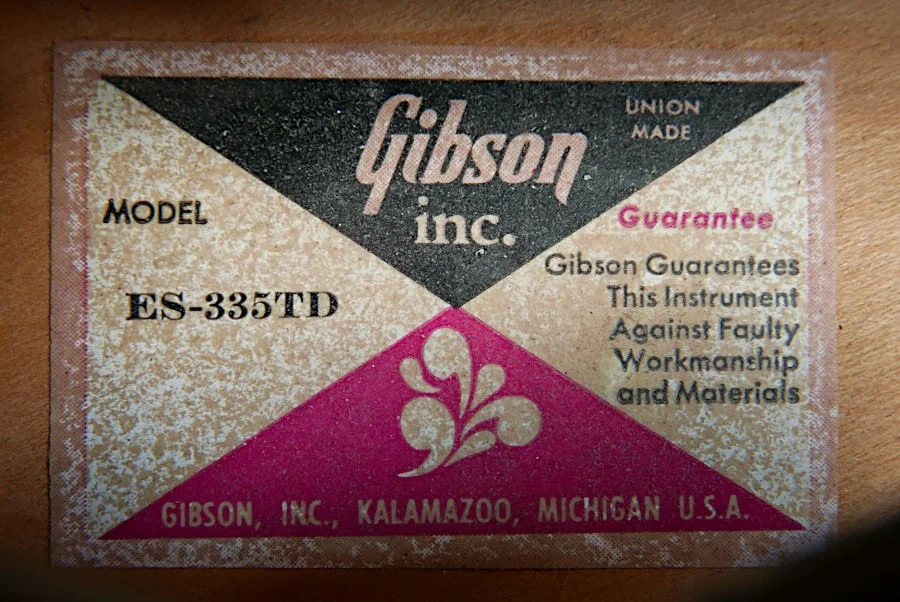 Gibson
inc.
UNION
MADE
MODEL
ES-335TD
Guarantee
Gibson Guarantees
This Instrument
Against Faulty
Workmanship
and Materials
GIBSON, INC., KALAMAZOO, MICHIGAN U.S.A.